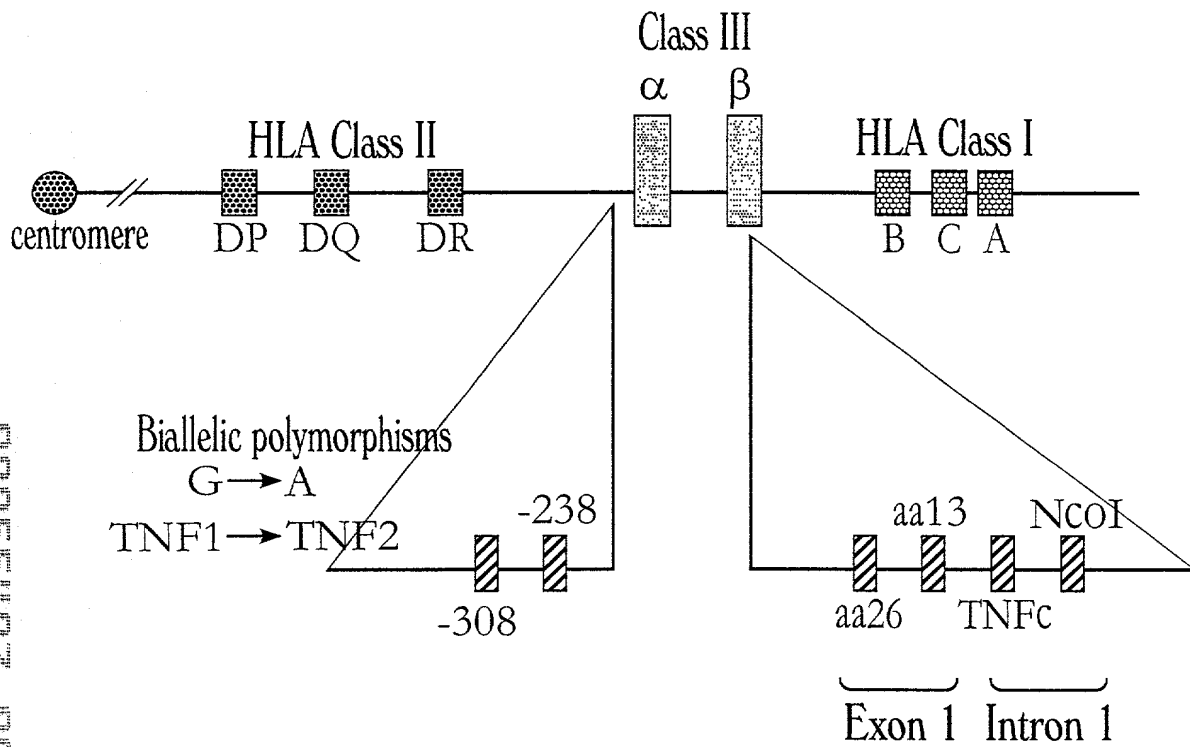 Class III
α β
HLA Class II
HLA Class I
centromere
DP DQ DR
B C A
Biallelic polymorphisms
G→A
TNF1→TNF2
-238
-308
aa13 NcoI
aa26 TNFc
Exon 1 Intron 1